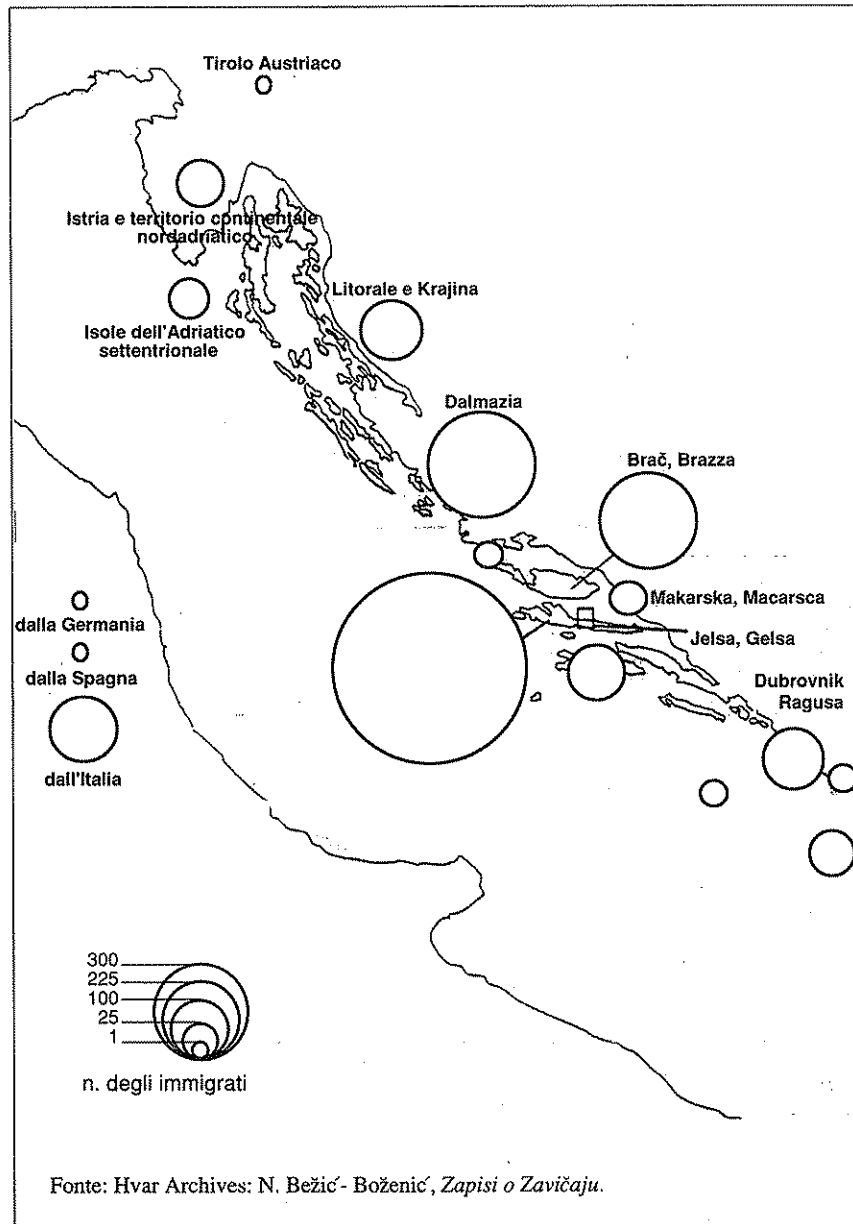 Tirolo Austriaco
Istria e territorio continentale
nordadriatico
Litorale e Krajina
Isole dell'Adriatico
settentrionale
Dalmazia
Brač, Brazza
Makarska, Macarsca
dalla Germania
Jelsa, Gelsa
dalla Spagna
Dubrovnik
Ragusa
dall'Italia
300
225
100
25
1
n. degli immigrati
Fonte: Hvar Archives: N. Bežić - Boženić, Zapisi o Zavičaju.